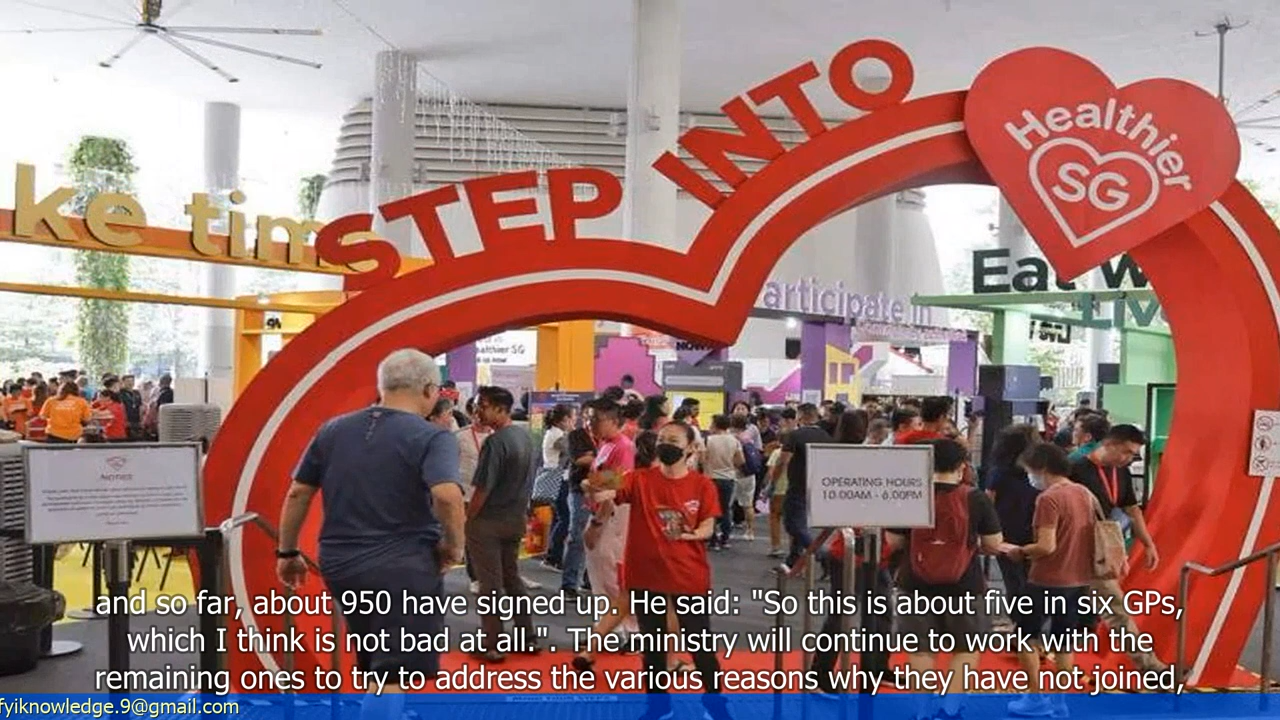 STEP INTO
Healthier
SG
ke time
Eat W
articipate in
NOTICE
OPERATING HOURS
10.00AM - 6.00PM
and so far, about 950 have signed up. He said: "So this is about five in six GPs,
which I think is not bad at all.". The ministry will continue to work with the
remaining ones to try to address the various reasons why they have not joined,
fyiknowledge.9@gmail.com